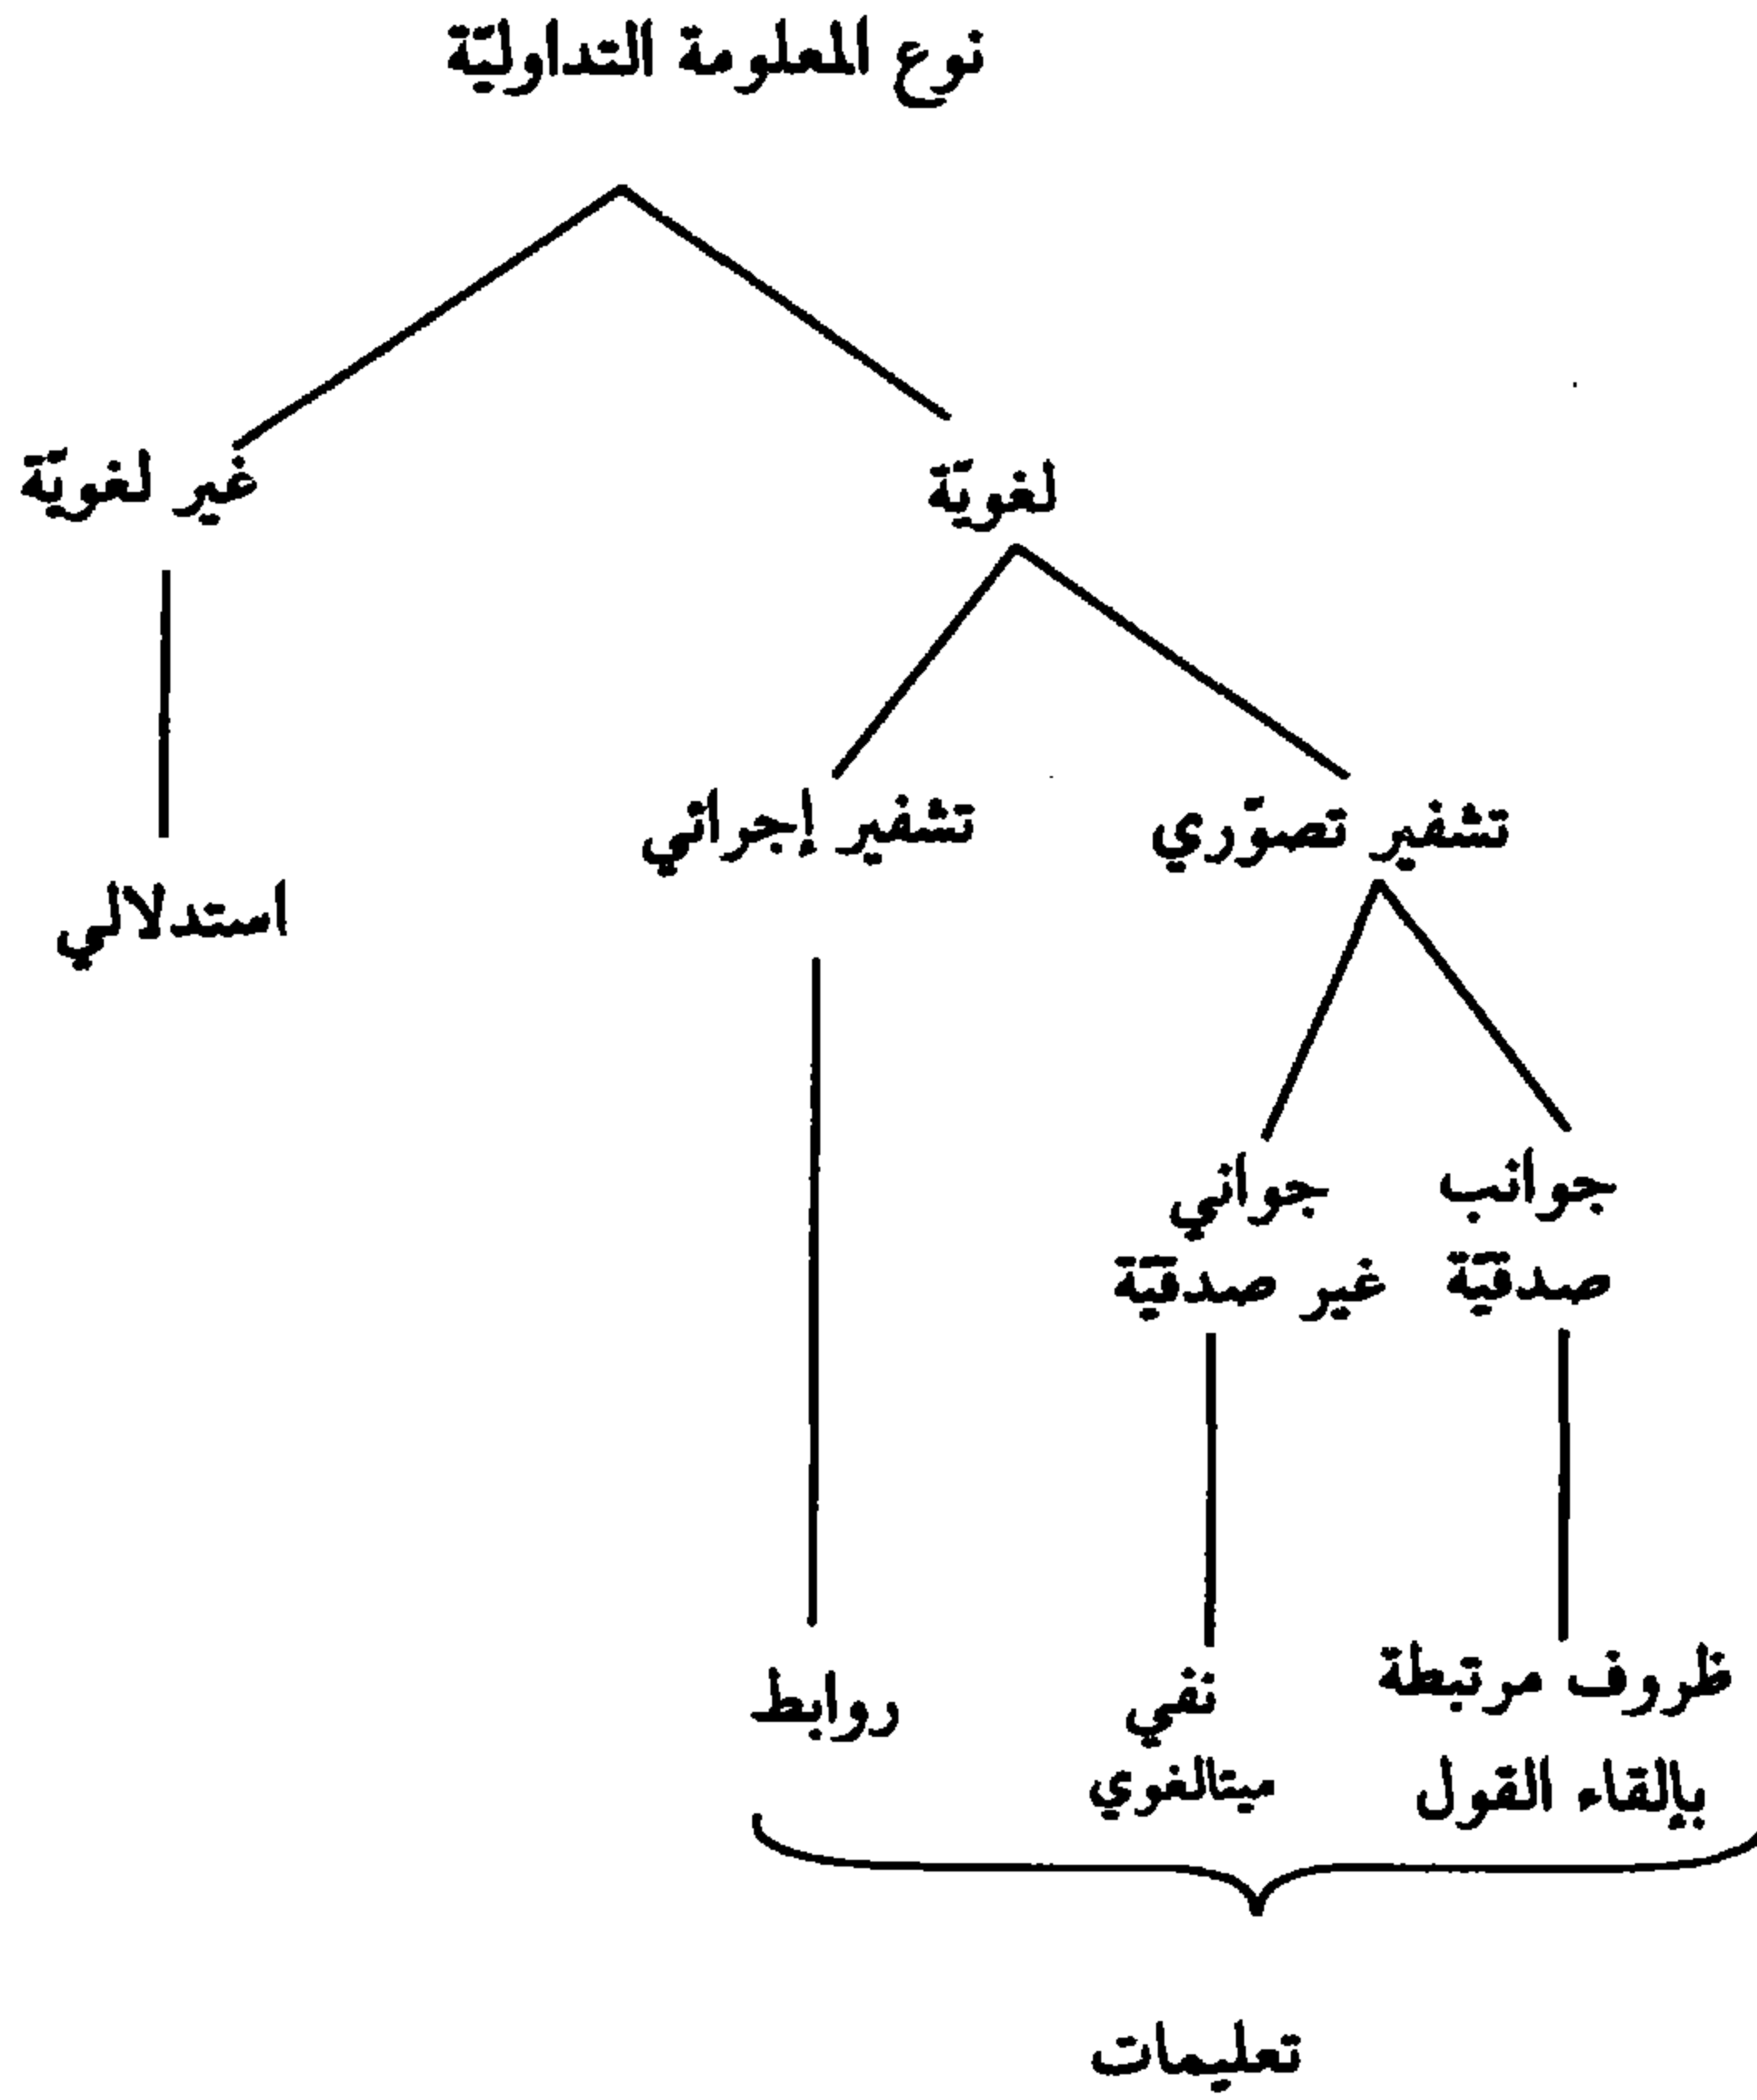 نوع المعلومة التداوليّة
لغويّة
غير لغويّة
تشفير تصوّري
تشفير إجرائي
استدلالي
جوانب
صدقيّة
جواني
غير صدقيّة
ظروف مرتبطة
بإلقاء القول
نفي
ميتالغوي
روابط
تعليمات